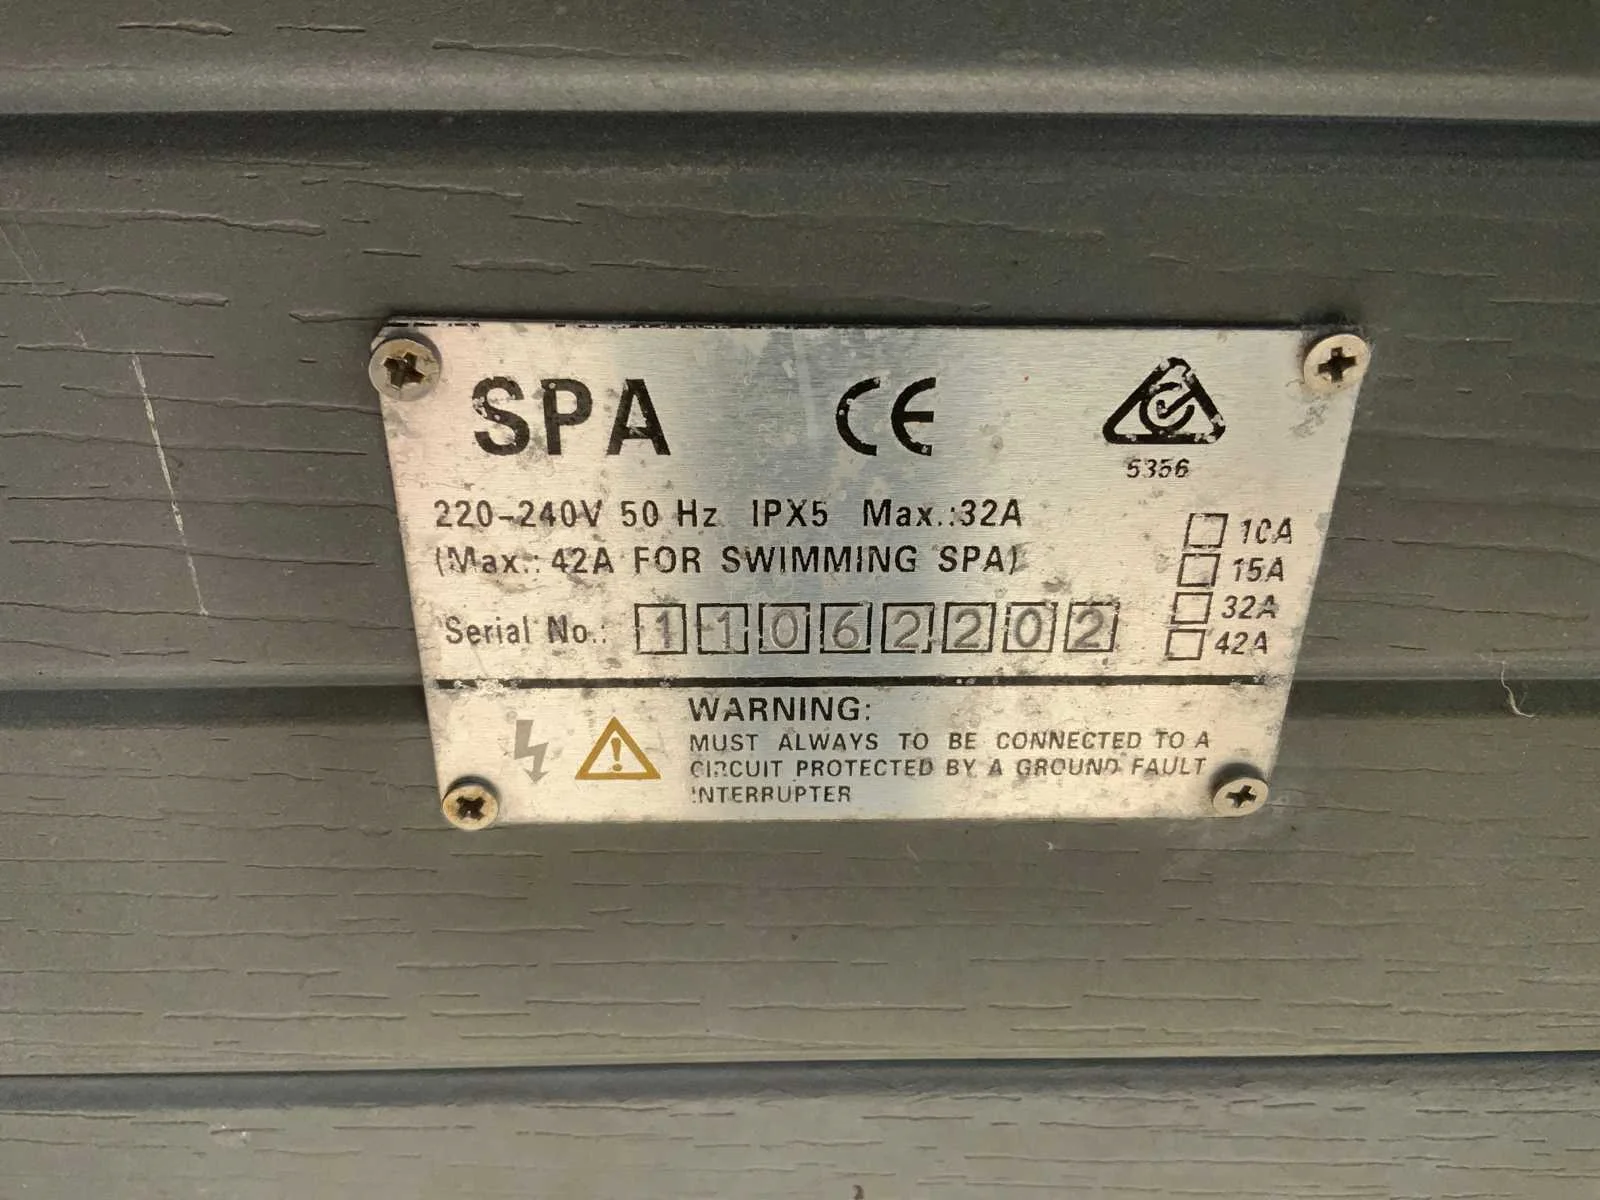 SPA CE
5356
220-240V 50 Hz IPX5 Max.:32A
(Max.: 42A FOR SWIMMING SPA)
10A
15A
32A
42A
Serial No.: 11062202
WARNING:
MUST ALWAYS TO BE CONNECTED TO A
CIRCUIT PROTECTED BY A GROUND FAULT
INTERRUPTER